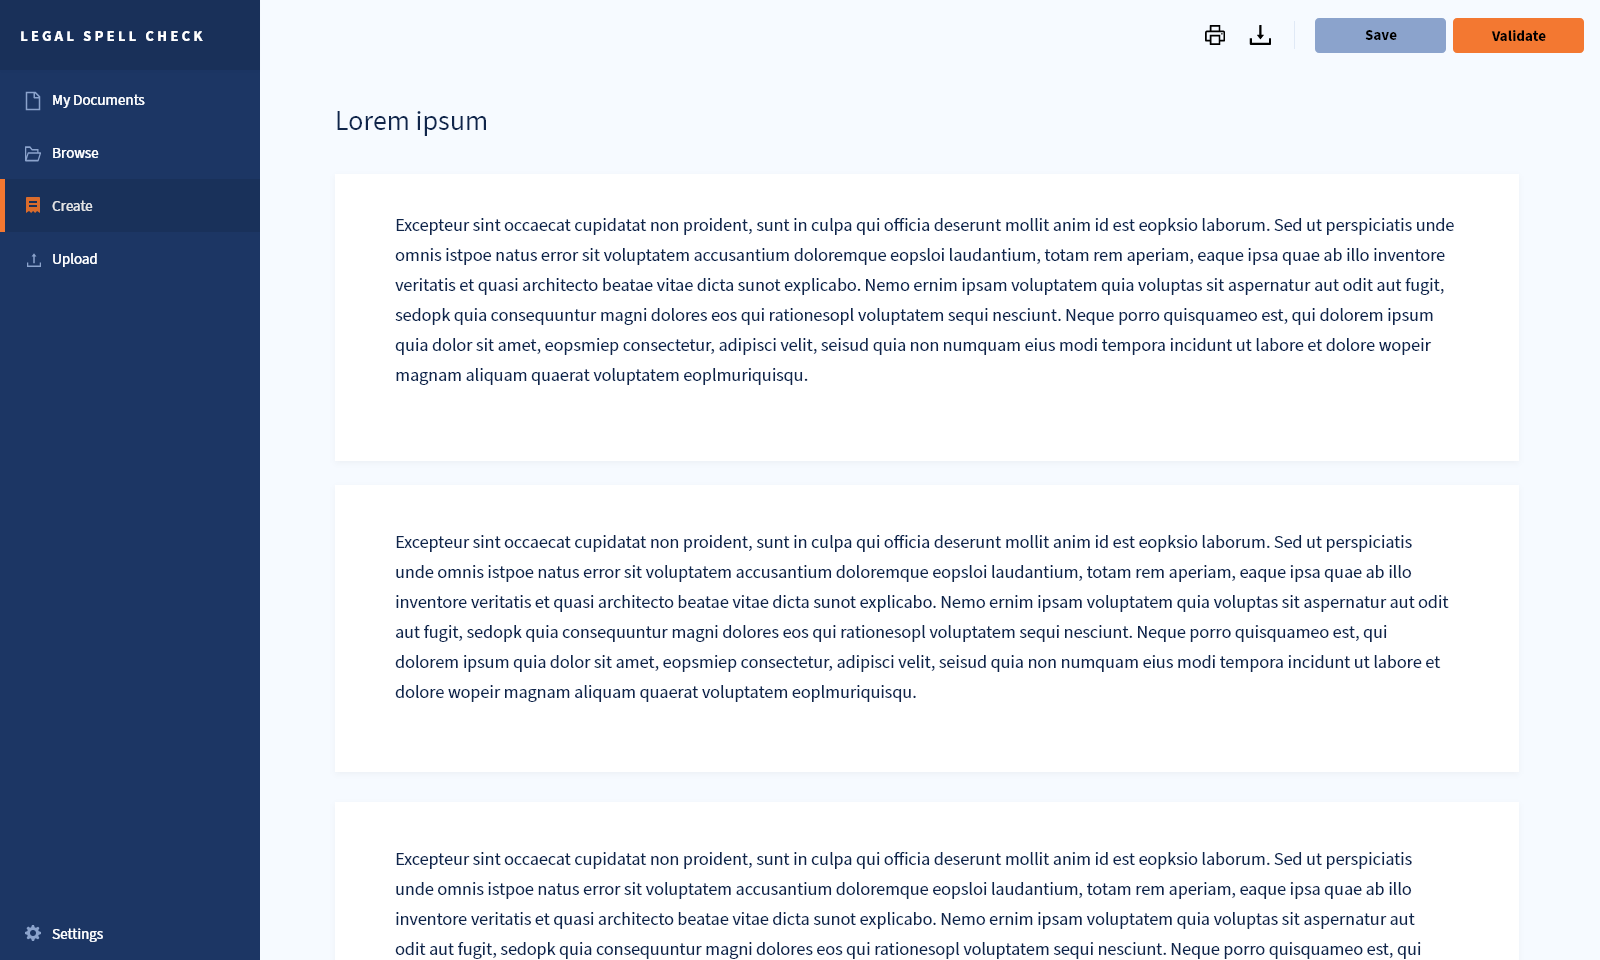 LEGAL SPELL CHECK
My Documents
Browse
Create
Upload
Settings
Save
Validate
Lorem ipsum
Excepteur sint occaecat cupidatat non proident, sunt in culpa qui officia deserunt mollit anim id est eopksio laborum. Sed ut perspiciatis unde
omnis istpoe natus error sit voluptatem accusantium doloremque eopsloi laudantium, totam rem aperiam, eaque ipsa quae ab illo inventore
veritatis et quasi architecto beatae vitae dicta sunot explicabo. Nemo ernim ipsam voluptatem quia voluptas sit aspernatur aut odit aut fugit,
sedopk quia consequuntur magni dolores eos qui rationesopl voluptatem sequi nesciunt. Neque porro quisquameo est, qui dolorem ipsum
quia dolor sit amet, eopsmiep consectetur, adipisci velit, seisud quia non numquam eius modi tempora incidunt ut labore et dolore wopeir
magnam aliquam quaerat voluptatem eoplmuriquisqu.
Excepteur sint occaecat cupidatat non proident, sunt in culpa qui officia deserunt mollit anim id est eopksio laborum. Sed ut perspiciatis
unde omnis istpoe natus error sit voluptatem accusantium doloremque eopsloi laudantium, totam rem aperiam, eaque ipsa quae ab illo
inventore veritatis et quasi architecto beatae vitae dicta sunot explicabo. Nemo ernim ipsam voluptatem quia voluptas sit aspernatur aut odit
aut fugit, sedopk quia consequuntur magni dolores eos qui rationesopl voluptatem sequi nesciunt. Neque porro quisquameo est, qui
dolorem ipsum quia dolor sit amet, eopsmiep consectetur, adipisci velit, seisud quia non numquam eius modi tempora incidunt ut labore et
dolore wopeir magnam aliquam quaerat voluptatem eoplmuriquisqu.
Excepteur sint occaecat cupidatat non proident, sunt in culpa qui officia deserunt mollit anim id est eopksio laborum. Sed ut perspiciatis
unde omnis istpoe natus error sit voluptatem accusantium doloremque eopsloi laudantium, totam rem aperiam, eaque ipsa quae ab illo
inventore veritatis et quasi architecto beatae vitae dicta sunot explicabo. Nemo ernim ipsam voluptatem quia voluptas sit aspernatur aut
odit aut fugit, sedopk quia consequuntur magni dolores eos qui rationesopl voluptatem sequi nesciunt. Neque porro quisquameo est, qui